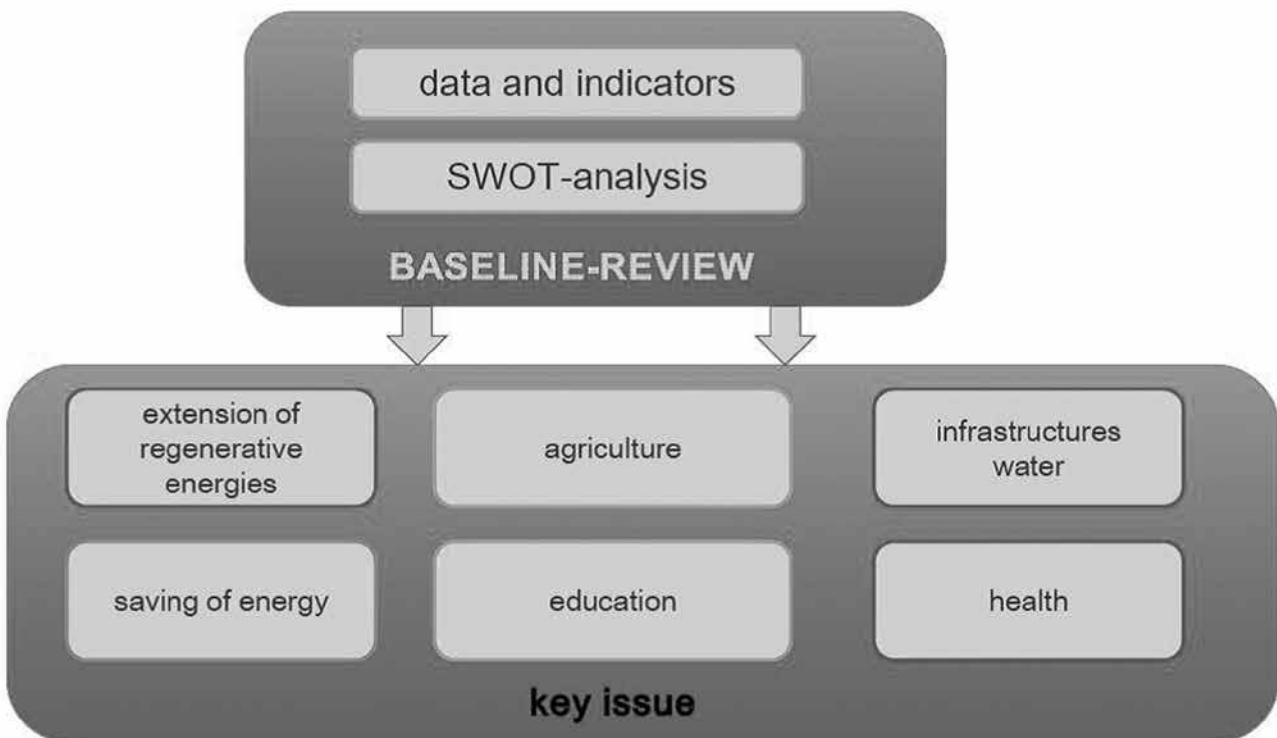 data and indicators
SWOT-analysis
BASELINE-REVIEW
extension of
regenerative
energies
agriculture
infrastructures
water
saving of energy
education
health
key issue